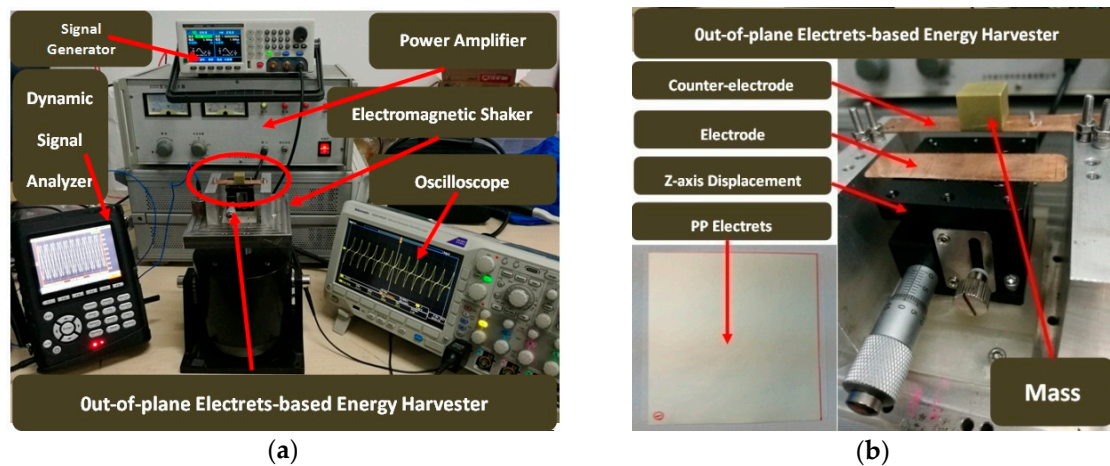 Signal
Generator
Power Amplifier
Dynamic
Signal
Analyzer
Electromagnetic Shaker
Oscilloscope
0ut-of-plane Electrets-based Energy Harvester
(a)
0ut-of-plane Electrets-based Energy Harvester
Counter-electrode
Electrode
Z-axis Displacement
PP Electrets
Mass
(b)